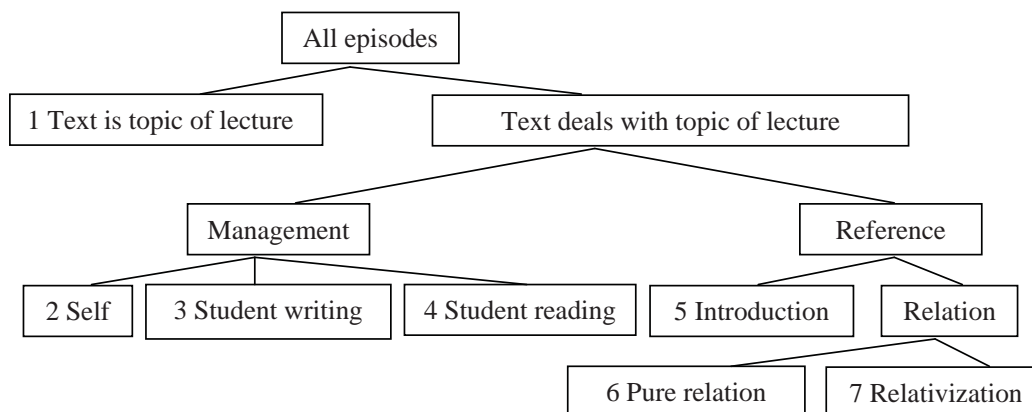 All episodes
1 Text is topic of lecture
Text deals with topic of lecture
Management
Reference
2 Self
3 Student writing
4 Student reading
5 Introduction
Relation
6 Pure relation
7 Relativization